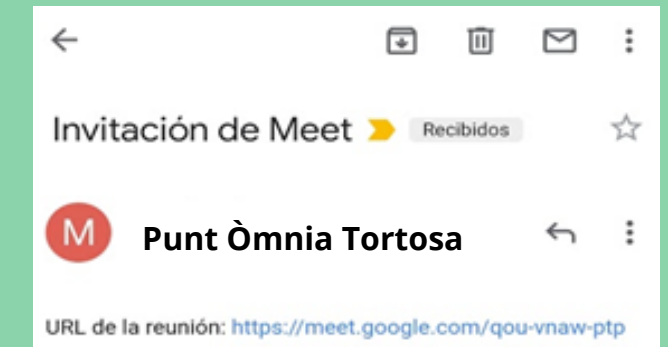 Invitación de Meet Recibidos
M Punt Òmnia Tortosa
URL de la reunión: https://meet.google.com/qou-vnaw-ptp